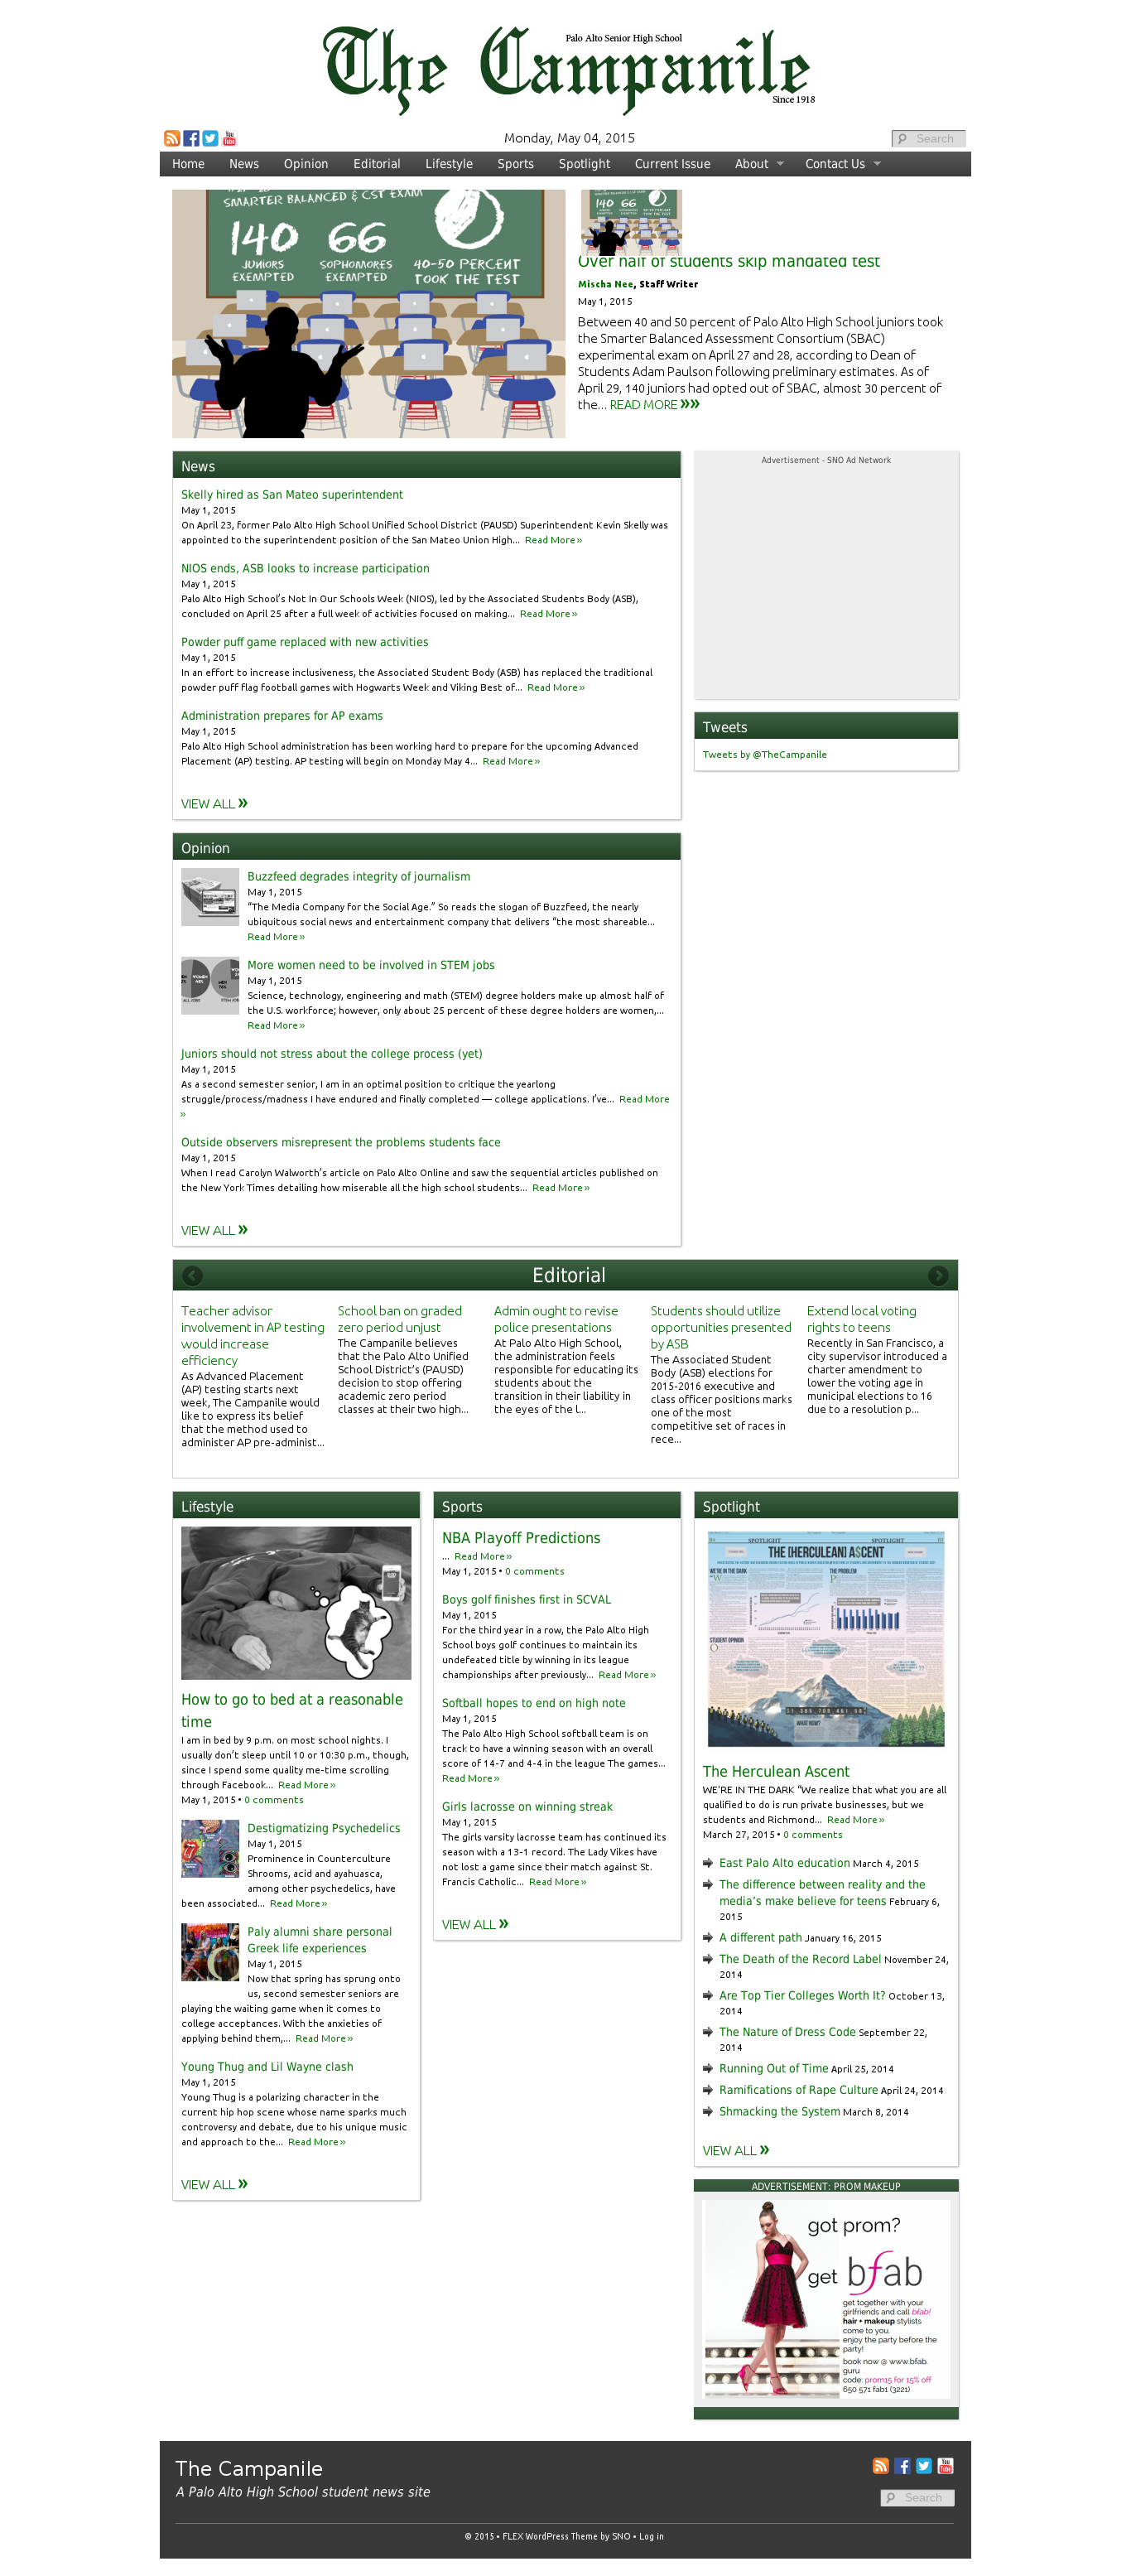 The Campanile
Palo Alto Senior High School
Since 1918
Monday, May 04, 2015
Search
Home News Opinion Editorial Lifestyle Sports Spotlight Current Issue About Contact Us
140 66
JUNIORS EXEMPTED
SOPHOMORES EXEMPTED
40-50 PERCENT TOOK THE TEST
Over half of students skip mandated test
Mischa Nee, Staff Writer
May 1, 2015
Between 40 and 50 percent of Palo Alto High School juniors took
the Smarter Balanced Assessment Consortium (SBAC)
experimental exam on April 27 and 28, according to Dean of
Students Adam Paulson following preliminary estimates. As of
April 29, 140 juniors had opted out of SBAC, almost 30 percent of
the... READ MORE »»
News
Skelly hired as San Mateo superintendent
May 1, 2015
On April 23, former Palo Alto High School Unified School District (PAUSD) Superintendent Kevin Skelly was
appointed to the superintendent position of the San Mateo Union High... Read More »
NIOS ends, ASB looks to increase participation
May 1, 2015
Palo Alto High School's Not In Our Schools Week (NIOS), led by the Associated Students Body (ASB),
concluded on April 25 after a full week of activities focused on making... Read More »
Powder puff game replaced with new activities
May 1, 2015
In an effort to increase inclusiveness, the Associated Student Body (ASB) has replaced the traditional
powder puff flag football games with Hogwarts Week and Viking Best of... Read More »
Administration prepares for AP exams
May 1, 2015
Palo Alto High School administration has been working hard to prepare for the upcoming Advanced
Placement (AP) testing. AP testing will begin on Monday May 4... Read More »
VIEW ALL »
Advertisement - SNO Ad Network
Tweets
Tweets by @TheCampanile
Opinion
Buzzfeed degrades integrity of journalism
May 1, 2015
“The Media Company for the Social Age.” So reads the slogan of Buzzfeed, the nearly
ubiquitous social news and entertainment company that delivers “the most shareable...
Read More »
More women need to be involved in STEM jobs
May 1, 2015
Science, technology, engineering and math (STEM) degree holders make up almost half of
the U.S. workforce; however, only about 25 percent of these degree holders are women,...
Read More »
Juniors should not stress about the college process (yet)
May 1, 2015
As a second semester senior, I am in an optimal position to critique the yearlong
struggle/process/madness I have endured and finally completed — college applications. I've... Read More
»
Outside observers misrepresent the problems students face
May 1, 2015
When I read Carolyn Walworth's article on Palo Alto Online and saw the sequential articles published on
the New York Times detailing how miserable all the high school students... Read More »
VIEW ALL »
Editorial
Teacher advisor
involvement in AP testing
would increase
efficiency
As Advanced Placement
(AP) testing starts next
week, The Campanile would
like to express its belief
that the method used to
administer AP pre-administ...
School ban on graded
zero period unjust
The Campanile believes
that the Palo Alto Unified
School District's (PAUSD)
decision to stop offering
academic zero period
classes at their two high...
Admin ought to revise
police presentations
At Palo Alto High School,
the administration feels
responsible for educating its
students about the
transition in their liability in
the eyes of the l...
Students should utilize
opportunities presented
by ASB
The Associated Student
Body (ASB) elections for
2015-2016 executive and
class officer positions marks
one of the most
competitive set of races in
rece...
Extend local voting
rights to teens
Recently in San Francisco, a
city supervisor introduced a
charter amendment to
lower the voting age in
municipal elections to 16
due to a resolution p...
Lifestyle
How to go to bed at a reasonable
time
I am in bed by 9 p.m. on most school nights. I
usually don't sleep until 10 or 10:30 p.m., though,
since I spend some quality me-time scrolling
through Facebook... Read More »
May 1, 2015 • 0 comments
Destigmatizing Psychedelics
May 1, 2015
Prominence in Counterculture
Shrooms, acid and ayahuasca,
among other psychedelics, have
been associated... Read More »
Paly alumni share personal
Greek life experiences
May 1, 2015
Now that spring has sprung onto
us, second semester seniors are
playing the waiting game when it comes to
college acceptances. With the anxieties of
applying behind them,... Read More »
Young Thug and Lil Wayne clash
May 1, 2015
Young Thug is a polarizing character in the
current hip hop scene whose name sparks much
controversy and debate, due to his unique music
and approach to the... Read More »
VIEW ALL »
Sports
NBA Playoff Predictions
... Read More »
May 1, 2015 • 0 comments
Boys golf finishes first in SCVAL
May 1, 2015
For the third year in a row, the Palo Alto High
School boys golf continues to maintain its
undefeated title by winning in its league
championships after previously... Read More »
Softball hopes to end on high note
May 1, 2015
The Palo Alto High School softball team is on
track to have a winning season with an overall
score of 14-7 and 4-4 in the league The games...
Read More »
Girls lacrosse on winning streak
May 1, 2015
The girls varsity lacrosse team has continued its
season with a 13-1 record. The Lady Vikes have
not lost a game since their match against St.
Francis Catholic... Read More »
VIEW ALL »
Spotlight
SPOTLIGHT SPOTLIGHT
THE (HERCULEAN) A$CENT
WE'RE IN THE DARK
THE PROBLEM
STUDENT OPINION
WHAT NOW?
The Herculean Ascent
WE'RE IN THE DARK “We realize that what you are all
qualified to do is run private businesses, but we
students and Richmond... Read More »
March 27, 2015 • 0 comments
East Palo Alto education March 4, 2015
The difference between reality and the
media's make believe for teens February 6,
2015
A different path January 16, 2015
The Death of the Record Label November 24,
2014
Are Top Tier Colleges Worth It? October 13,
2014
The Nature of Dress Code September 22,
2014
Running Out of Time April 25, 2014
Ramifications of Rape Culture April 24, 2014
Shmacking the System March 8, 2014
VIEW ALL »
ADVERTISEMENT: PROM MAKEUP
got prom?
get bfab
get together with your
girlfriends and call bfab!
hair + makeup stylists
come to you.
enjoy the party before the
party!
book now @ www.bfab.
guru
code: prom15 for 15% off
650 571 fab1 (3221)
The Campanile
A Palo Alto High School student news site
Search
© 2015 • FLEX WordPress Theme by SNO • Log in